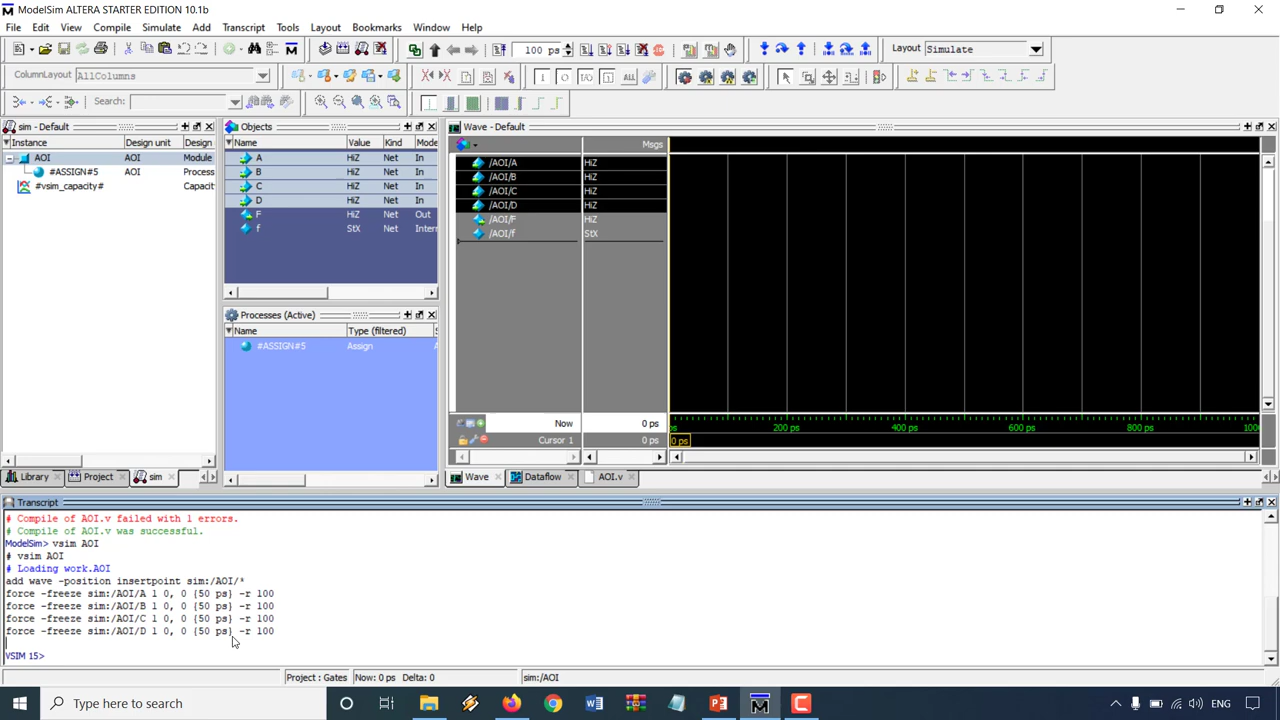 ModelSim ALTERA STARTER EDITION 10.1b
File Edit View Compile Simulate Add Transcript Tools Layout Bookmarks Window Help
100 ps
Layout Simulate
ColumnLayout AllColumns
Search:
sim - Default
Instance Design unit Design
AOI AOI Module
#ASSIGN#5 AOI Process
#vsim_capacity# Capacit
Library Project sim
Objects
Name Value Kind Mode
A HiZ Net In
B HiZ Net In
C HiZ Net In
D HiZ Net In
F HiZ Net Out
f StX Net Intern
Processes (Active)
Name Type (filtered)
#ASSIGN#5 Assign
Wave - Default
Msgs
/AOI/A HiZ
/AOI/B HiZ
/AOI/C HiZ
/AOI/D HiZ
/AOI/F HiZ
/AOI/f StX
Now 0 ps
ps 200 ps 400 ps 600 ps 800 ps 1000
Cursor 1 0 ps 0 ps
Wave Dataflow AOI.v
Transcript
# Compile of AOI.v failed with 1 errors.
# Compile of AOI.v was successful.
ModelSim> vsim AOI
# vsim AOI
# Loading work.AOI
add wave -position insertpoint sim:/AOI/*
force -freeze sim:/AOI/A 1 0, 0 {50 ps} -r 100
force -freeze sim:/AOI/B 1 0, 0 {50 ps} -r 100
force -freeze sim:/AOI/C 1 0, 0 {50 ps} -r 100
force -freeze sim:/AOI/D 1 0, 0 {50 ps} -r 100
VSIM 15>
Project : Gates Now: 0 ps Delta: 0 sim:/AOI
Type here to search
ENG